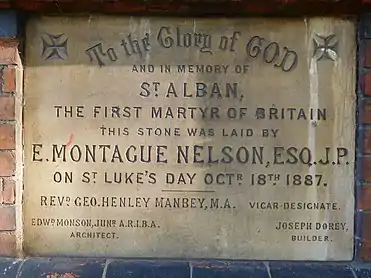 To the Glory of GOD
AND IN MEMORY OF
ST ALBAN,
THE FIRST MARTYR OF BRITAIN
THIS STONE WAS LAID BY
E. MONTAGUE NELSON, ESQ. J.P.
ON ST LUKE'S DAY OCTR 18TH 1887.
REVD GEO. HENLEY MANBEY, M.A. VICAR-DESIGNATE.
EDWD MONSON, JUNR A.R.I.B.A. JOSEPH DOREY,
ARCHITECT. BUILDER.